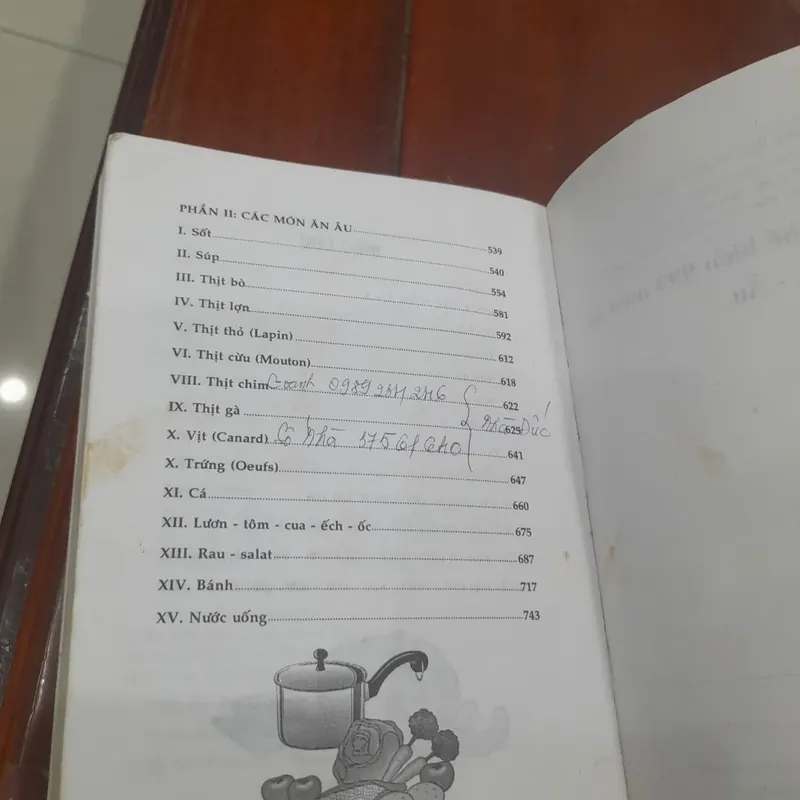 PHẦN II: CÁC MÓN ĂN ÂU 539
I. Sốt 540
II. Súp 554
III. Thịt bò 581
IV. Thịt lợn 592
V. Thịt thỏ (Lapin) 612
VI. Thịt cừu (Mouton) 618
VIII. Thịt chim 622
IX. Thịt gà 625
X. Vịt (Canard) 641
X. Trứng (Oeufs) 647
XI. Cá 660
XII. Lươn - tôm - cua - ếch - ốc 675
XIII. Rau - salat 687
XIV. Bánh 717
XV. Nước uống 743